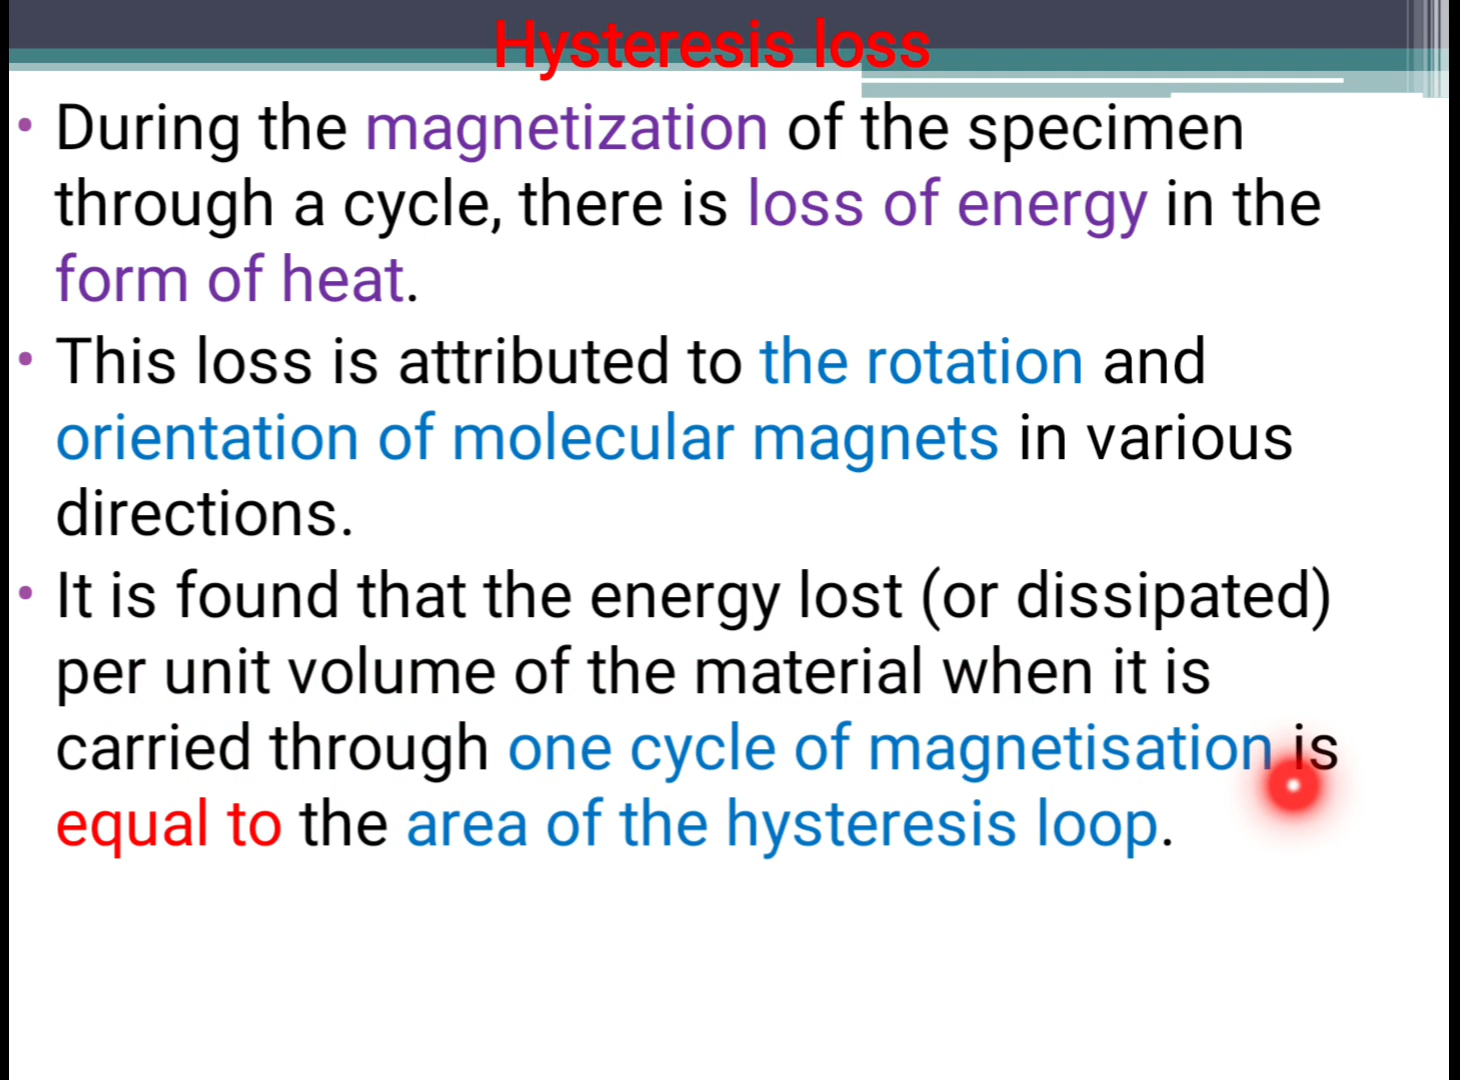 Hysteresis loss
• During the magnetization of the specimen
through a cycle, there is loss of energy in the
form of heat.
• This loss is attributed to the rotation and
orientation of molecular magnets in various
directions.
• It is found that the energy lost (or dissipated)
per unit volume of the material when it is
carried through one cycle of magnetisation is
equal to the area of the hysteresis loop.